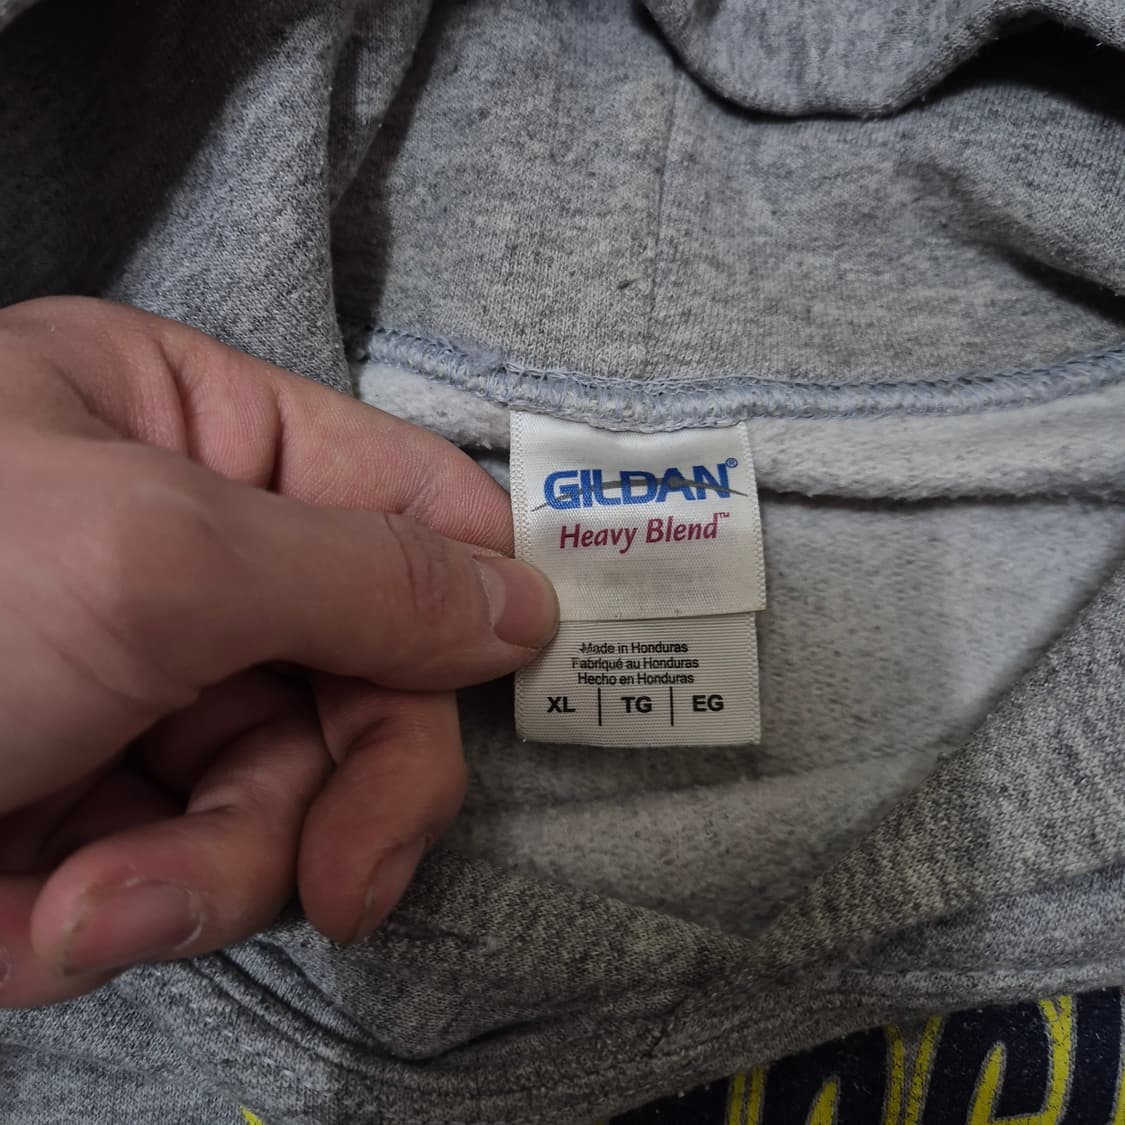 GILDAN®
Heavy Blend™
Made in Honduras
Fabriqué au Honduras
Hecho en Honduras
XL | TG | EG